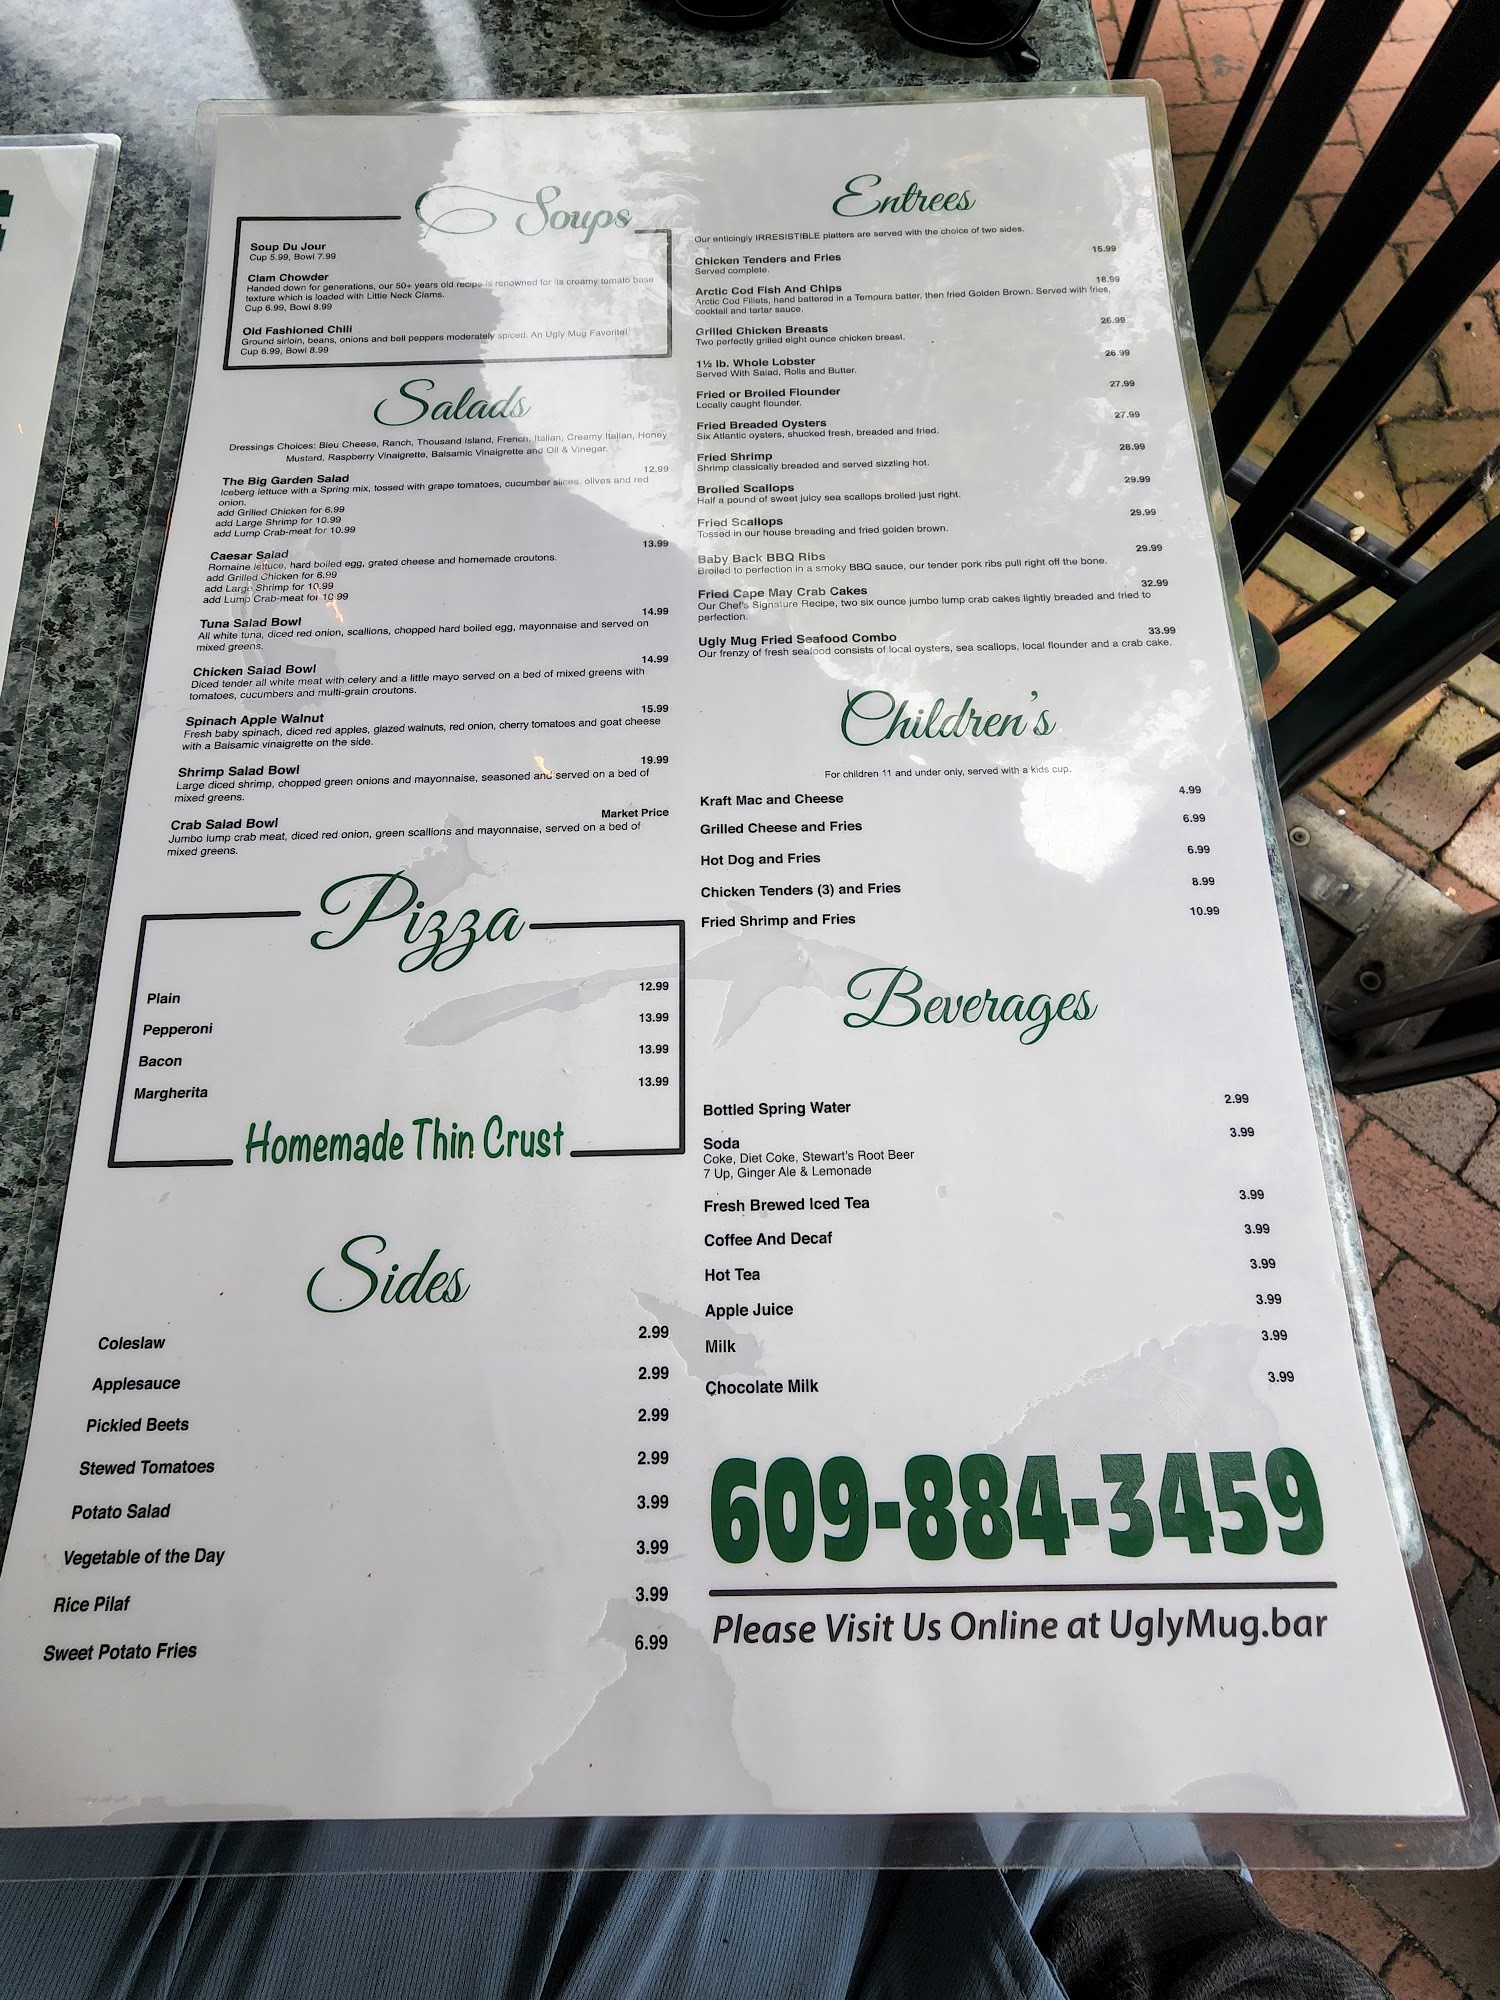 Soups
Soup Du Jour
Cup 5.99, Bowl 7.99
Clam Chowder
Handed down for generations, our 50+ years old recipe is renowned for its creamy tomato base
texture which is loaded with Little Neck Clams.
Cup 6.99, Bowl 8.99
Old Fashioned Chili
Ground sirloin, beans, onions and bell peppers moderately spiced. An Ugly Mug Favorite!
Cup 6.99, Bowl 8.99
Salads
Dressings Choices: Bleu Cheese, Ranch, Thousand Island, French, Italian, Creamy Italian, Honey
Mustard, Raspberry Vinaigrette, Balsamic Vinaigrette and Oil & Vinegar.
The Big Garden Salad 12.99
Iceberg lettuce with a Spring mix, tossed with grape tomatoes, cucumber slices, olives and red
onion.
add Grilled Chicken for 6.99
add Large Shrimp for 10.99
add Lump Crab-meat for 10.99
Caesar Salad 13.99
Romaine lettuce, hard boiled egg, grated cheese and homemade croutons.
add Grilled Chicken for 6.99
add Large Shrimp for 10.99
add Lump Crab-meat for 10.99
Tuna Salad Bowl 14.99
All white tuna, diced red onion, scallions, chopped hard boiled egg, mayonnaise and served on
mixed greens.
Chicken Salad Bowl 14.99
Diced tender all white meat with celery and a little mayo served on a bed of mixed greens with
tomatoes, cucumbers and multi-grain croutons.
Spinach Apple Walnut 15.99
Fresh baby spinach, diced red apples, glazed walnuts, red onion, cherry tomatoes and goat cheese
with a Balsamic vinaigrette on the side.
Shrimp Salad Bowl 19.99
Large diced shrimp, chopped green onions and mayonnaise, seasoned and served on a bed of
mixed greens.
Crab Salad Bowl Market Price
Jumbo lump crab meat, diced red onion, green scallions and mayonnaise, served on a bed of
mixed greens.
Pizza
Plain 12.99
Pepperoni 13.99
Bacon 13.99
Margherita 13.99
Homemade Thin Crust
Sides
Coleslaw 2.99
Applesauce 2.99
Pickled Beets 2.99
Stewed Tomatoes 2.99
Potato Salad 3.99
Vegetable of the Day 3.99
Rice Pilaf 3.99
Sweet Potato Fries 6.99
Entrees
Our enticingly IRRESISTIBLE platters are served with the choice of two sides.
Chicken Tenders and Fries 15.99
Served complete.
Arctic Cod Fish And Chips 18.99
Arctic Cod Fillets, hand battered in a Tempura batter, then fried Golden Brown. Served with fries,
cocktail and tartar sauce.
Grilled Chicken Breasts 26.99
Two perfectly grilled eight ounce chicken breast.
1½ lb. Whole Lobster 26.99
Served With Salad, Rolls and Butter.
Fried or Broiled Flounder 27.99
Locally caught flounder.
Fried Breaded Oysters 27.99
Six Atlantic oysters, shucked fresh, breaded and fried.
Fried Shrimp 28.99
Shrimp classically breaded and served sizzling hot.
Broiled Scallops 29.99
Half a pound of sweet juicy sea scallops broiled just right.
Fried Scallops 29.99
Tossed in our house breading and fried golden brown.
Baby Back BBQ Ribs 29.99
Broiled to perfection in a smoky BBQ sauce, our tender pork ribs pull right off the bone.
Fried Cape May Crab Cakes 32.99
Our Chef's Signature Recipe, two six ounce jumbo lump crab cakes lightly breaded and fried to
perfection.
Ugly Mug Fried Seafood Combo 33.99
Our frenzy of fresh seafood consists of local oysters, sea scallops, local flounder and a crab cake.
Children's
For children 11 and under only, served with a kids cup.
Kraft Mac and Cheese 4.99
Grilled Cheese and Fries 6.99
Hot Dog and Fries 6.99
Chicken Tenders (3) and Fries 8.99
Fried Shrimp and Fries 10.99
Beverages
Bottled Spring Water 2.99
Soda 3.99
Coke, Diet Coke, Stewart's Root Beer
7 Up, Ginger Ale & Lemonade
Fresh Brewed Iced Tea 3.99
Coffee And Decaf 3.99
Hot Tea 3.99
Apple Juice 3.99
Milk 3.99
Chocolate Milk 3.99
609-884-3459
Please Visit Us Online at UglyMug.bar